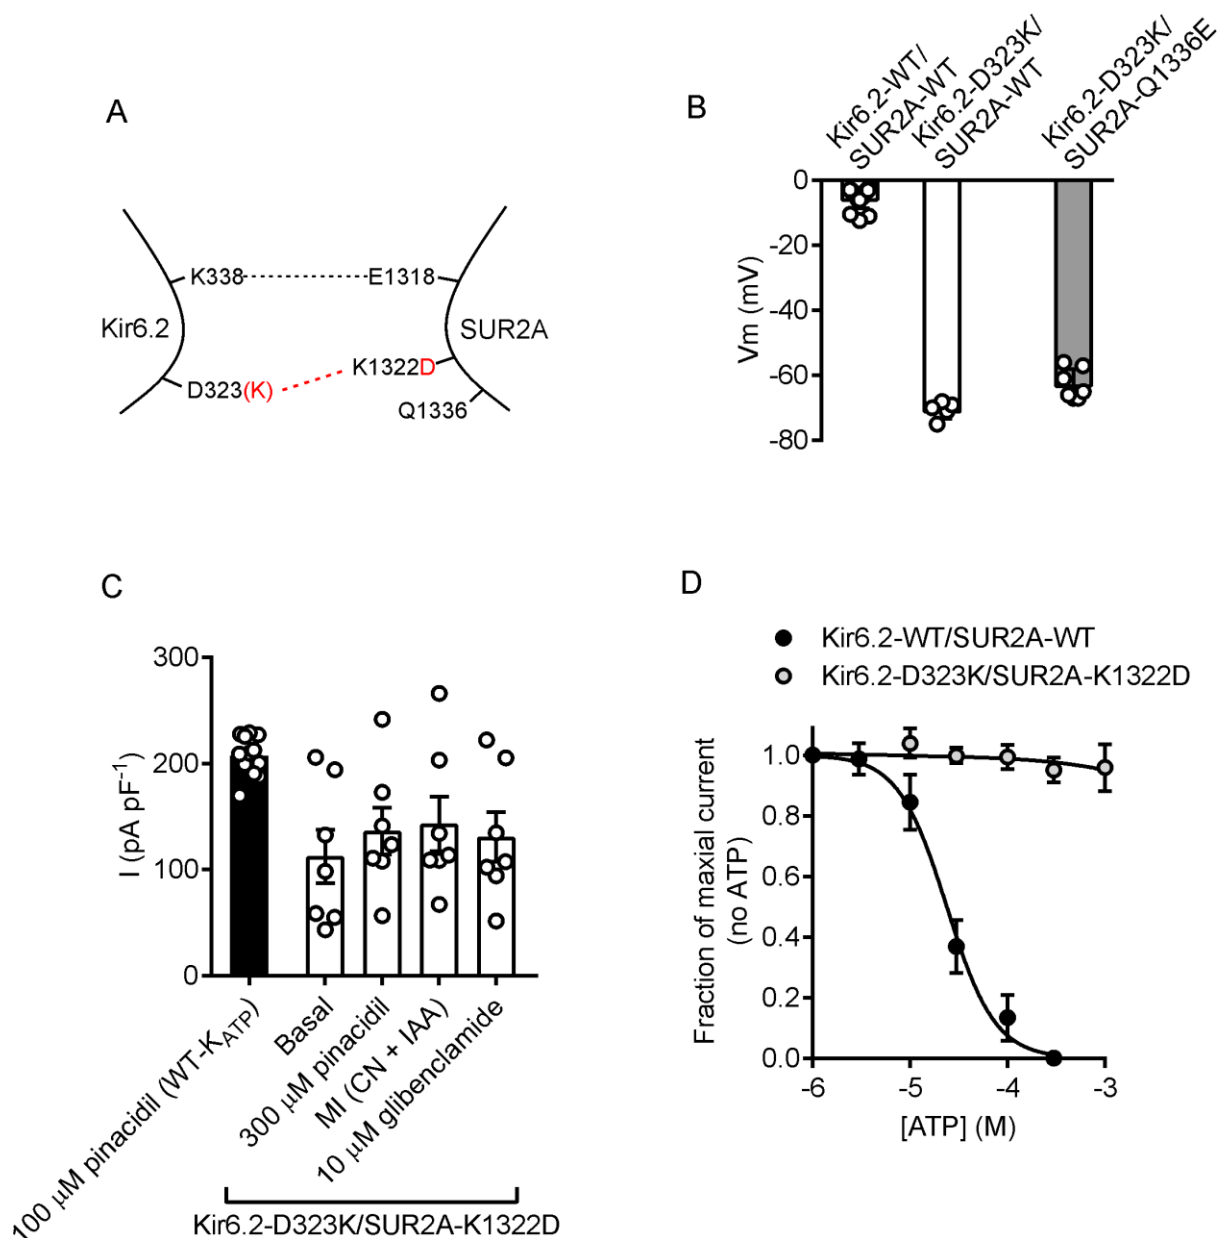 A
K338
E1318
Kir6.2
SUR2A
K1322D
D323(K)
Q1336
B
Kir6.2-WT/
SUR2A-WT
Kir6.2-D323K/
SUR2A-WT
Kir6.2-D323K/
SUR2A-Q1336E
0
-20
-40
-60
-80
Vm (mV)
C
300
200
100
0
I (pA pF⁻¹)
100 μM pinacidil (WT-K_ATP)
Basal
300 μM pinacidil
MI (CN + IAA)
10 μM glibenclamide
Kir6.2-D323K/SUR2A-K1322D
D
Kir6.2-WT/SUR2A-WT
Kir6.2-D323K/SUR2A-K1322D
Fraction of maxial current
(no ATP)
1.0
0.8
0.6
0.4
0.2
0.0
-6
-5
-4
-3
[ATP] (M)